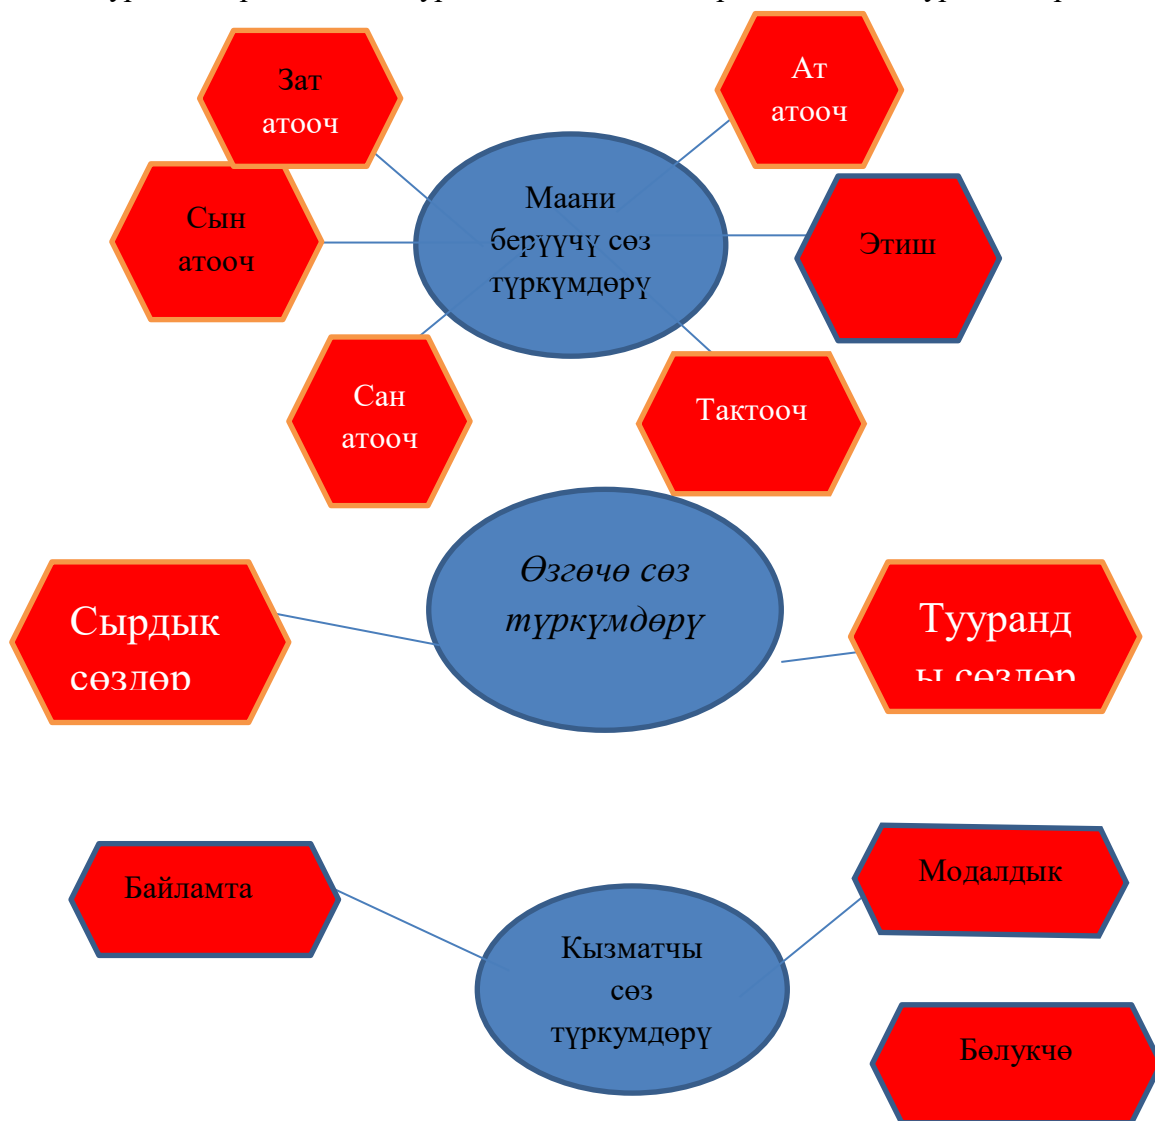 Зат
атооч
Ат
атооч
Сын
атооч
Маани
берүүчү сөз
түркүмдөрү
Этиш
Сан
атооч
Тактооч
Өзгөчө сөз
түркүмдөрү
Сырдык
сөздөр
Тууранд
ы сөздөр
Байламта
Модалдык
Кызматчы
сөз
түркумдөрү
Бөлукчө